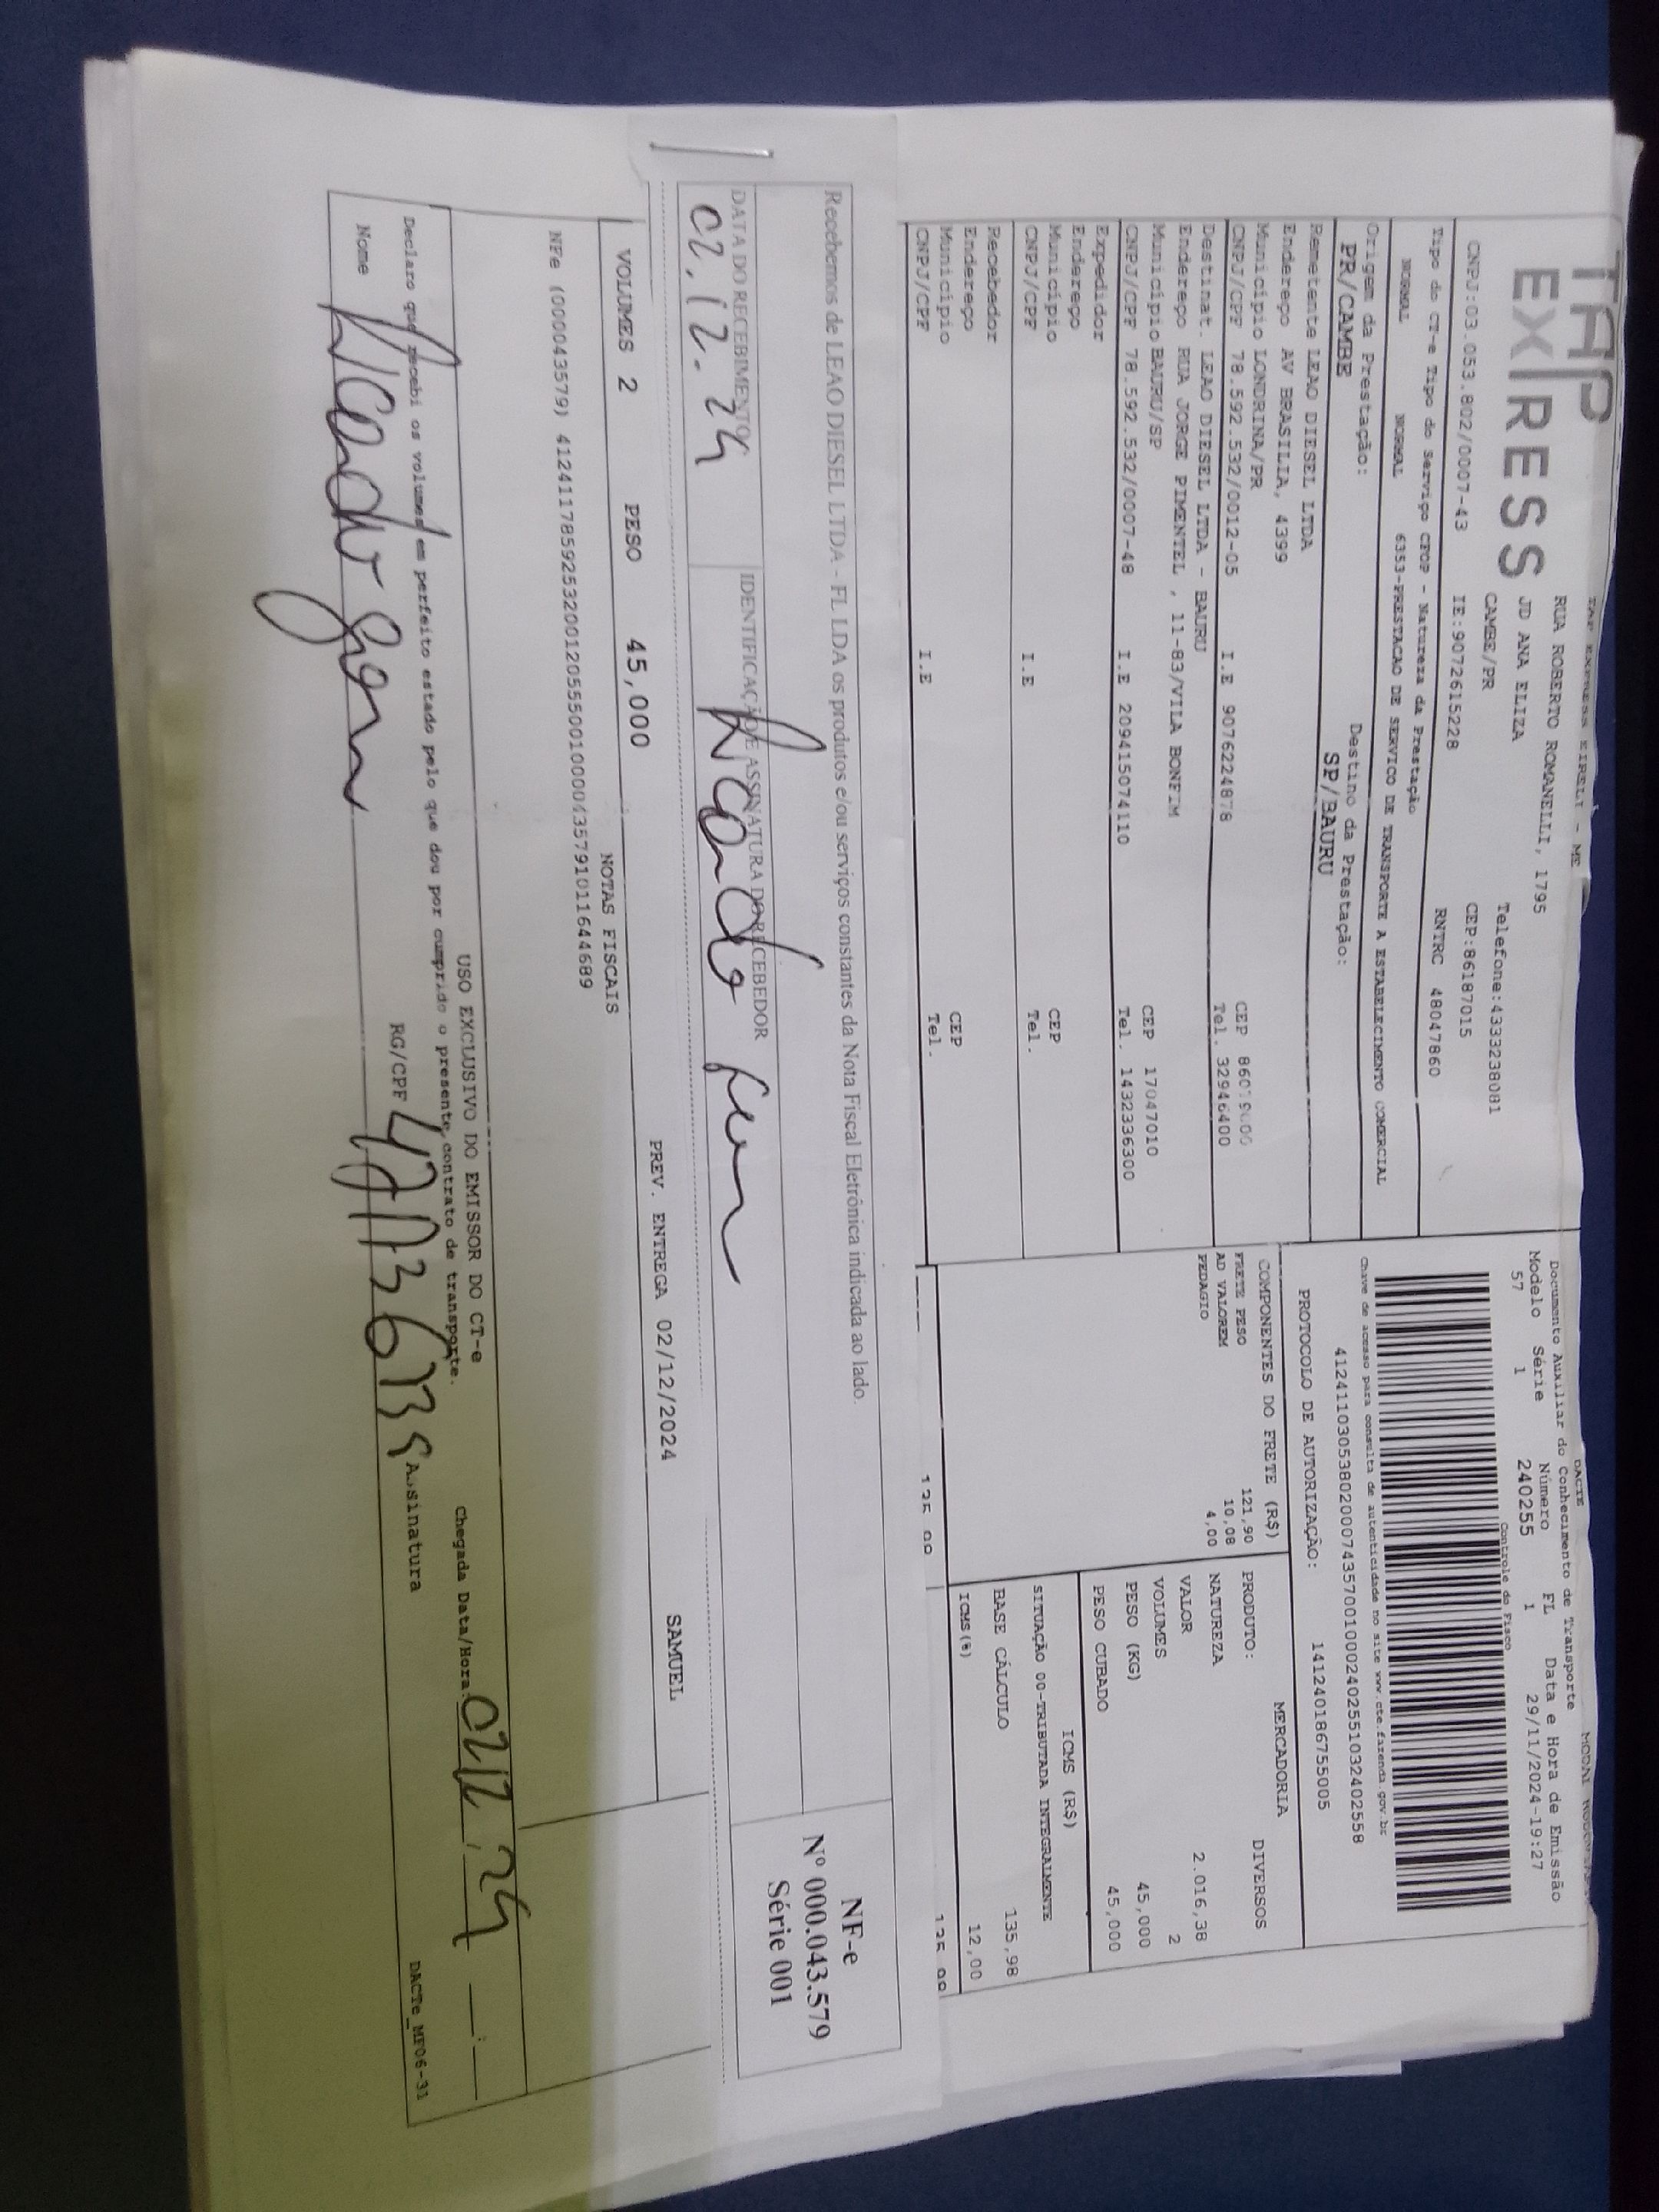 TAP EXPRESS EIRELI - ME
TAP
EX/RESS
RUA ROBERTO ROMANELLI, 1795
JD ANA ELIZA
Telefone:4333238081
CAMBE/PR
CEP:86187015
CNPJ:03.053.802/0007-43
IE:9072615228
RNTRC 48047860
Tipo do CT-e Tipo do Serviço CFOP - Natureza da Prestação
NORMAL NORMAL 6353-PRESTACAO DE SERVICO DE TRANSPORTE A ESTABELECIMENTO COMERCIAL
Origem da Prestação:
Destino da Prestação:
PR/CAMBE
SP/BAURU
Remetente LEAO DIESEL LTDA
Endereço AV BRASILIA, 4399
Município LONDRINA/PR
CEP
CNPJ/CPF 78.592.532/0012-05 I.E 9076224878 Tel. 32946400
Destinat. LEAO DIESEL LTDA - BAURU
Endereço RUA JORGE PIMENTEL , 11-83/VILA BONFIM
Município BAURU/SP CEP 17047010
CNPJ/CPF 78.592.532/0007-48 I.E 209415074110 Tel. 1432336300
Expedidor
Endereço
Município CEP
CNPJ/CPF I.E Tel.
Recebedor
Endereço
Município CEP
CNPJ/CPF I.E Tel.
DACTE
Documento Auxiliar do Conhecimento de Transporte
MODAL
Modelo Série Número FL Data e Hora de Emissão
57 1 240255 1 29/11/2024-19:27
Controle do Fisco
Chave de acesso para consulta de autenticidade no site www.cte.fazenda.gov.br
41241103053802000743570010002402551032402558
PROTOCOLO DE AUTORIZAÇÃO: 141240186755005
COMPONENTES DO FRETE (R$)
FRETE PESO 121,90
AD VALOREM 10,08
PEDAGIO 4,00
MERCADORIA
PRODUTO: DIVERSOS
NATUREZA
VALOR 2.016,38
VOLUMES 2
PESO (KG) 45,000
PESO CUBADO 45,000
ICMS (R$)
SITUAÇÃO 00-TRIBUTADA INTEGRALMENTE
BASE CÁLCULO 135,98
ICMS(%) 12,00
135,98
135,98
Recebemos de LEAO DIESEL LTDA - FL LDA os produtos e/ou serviços constantes da Nota Fiscal Eletrônica indicada ao lado.
NF-e
Nº 000.043.579
Série 001
DATA DO RECEBIMENTO
IDENTIFICAÇÃO E ASSINATURA DO RECEBEDOR
02.12.24
VOLUMES 2 PESO 45,000 PREV. ENTREGA 02/12/2024 SAMUEL
NOTAS FISCAIS
NFe (000043579) 41241178592532001205550010000435791011644689
USO EXCLUSIVO DO EMISSOR DO CT-e
Chegada Data/Hora: 02/12,24 :
Declaro que recebi os volumes em perfeito estado pelo que dou por cumprido o presente contrato de transporte.
Nome
RG/CPF
Assinatura
DACTe_MF06-31